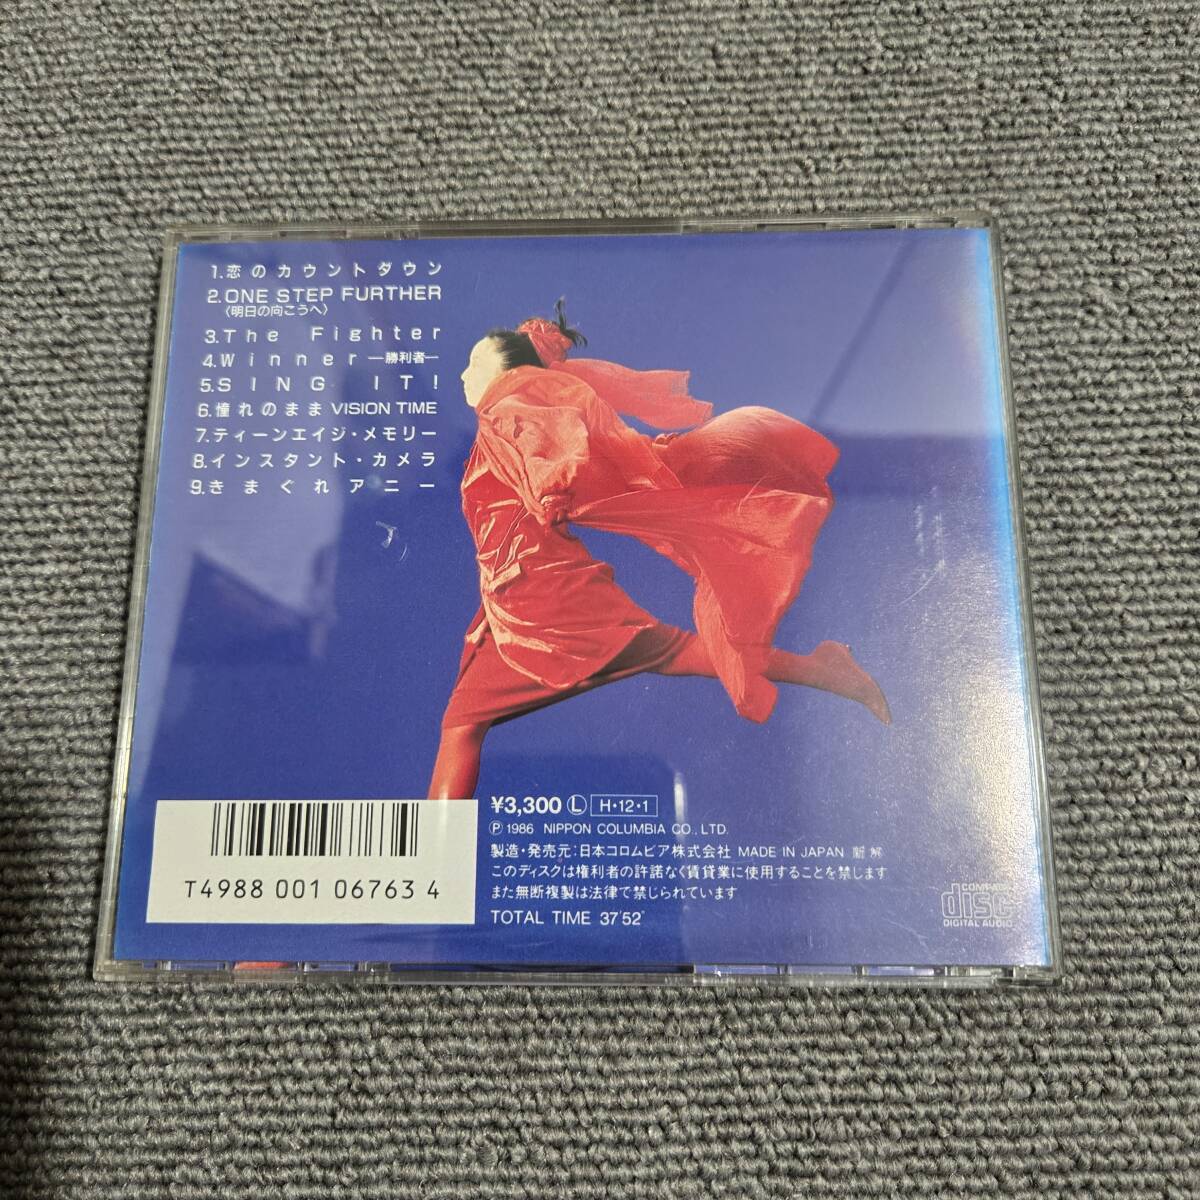 1.恋のカウントダウン
2.ONE STEP FURTHER
〈明日の向こうへ〉
3.The Fighter
4.Winner―勝利者―
5.SING IT!
6.憧れのまま VISION TIME
7.ティーンエイジ・メモリー
8.インスタント・カメラ
9.きまぐれアニー
¥3,300 Ⓛ H・12・1
Ⓟ 1986 NIPPON COLUMBIA CO., LTD.
製造・発売元:日本コロムビア株式会社 MADE IN JAPAN
このディスクは権利者の許諾なく賃貸業に使用することを禁じます
また無断複製は法律で禁じられています
TOTAL TIME 37'52"
T4988 001 06763 4
COMPACT
disc
DIGITAL AUDIO